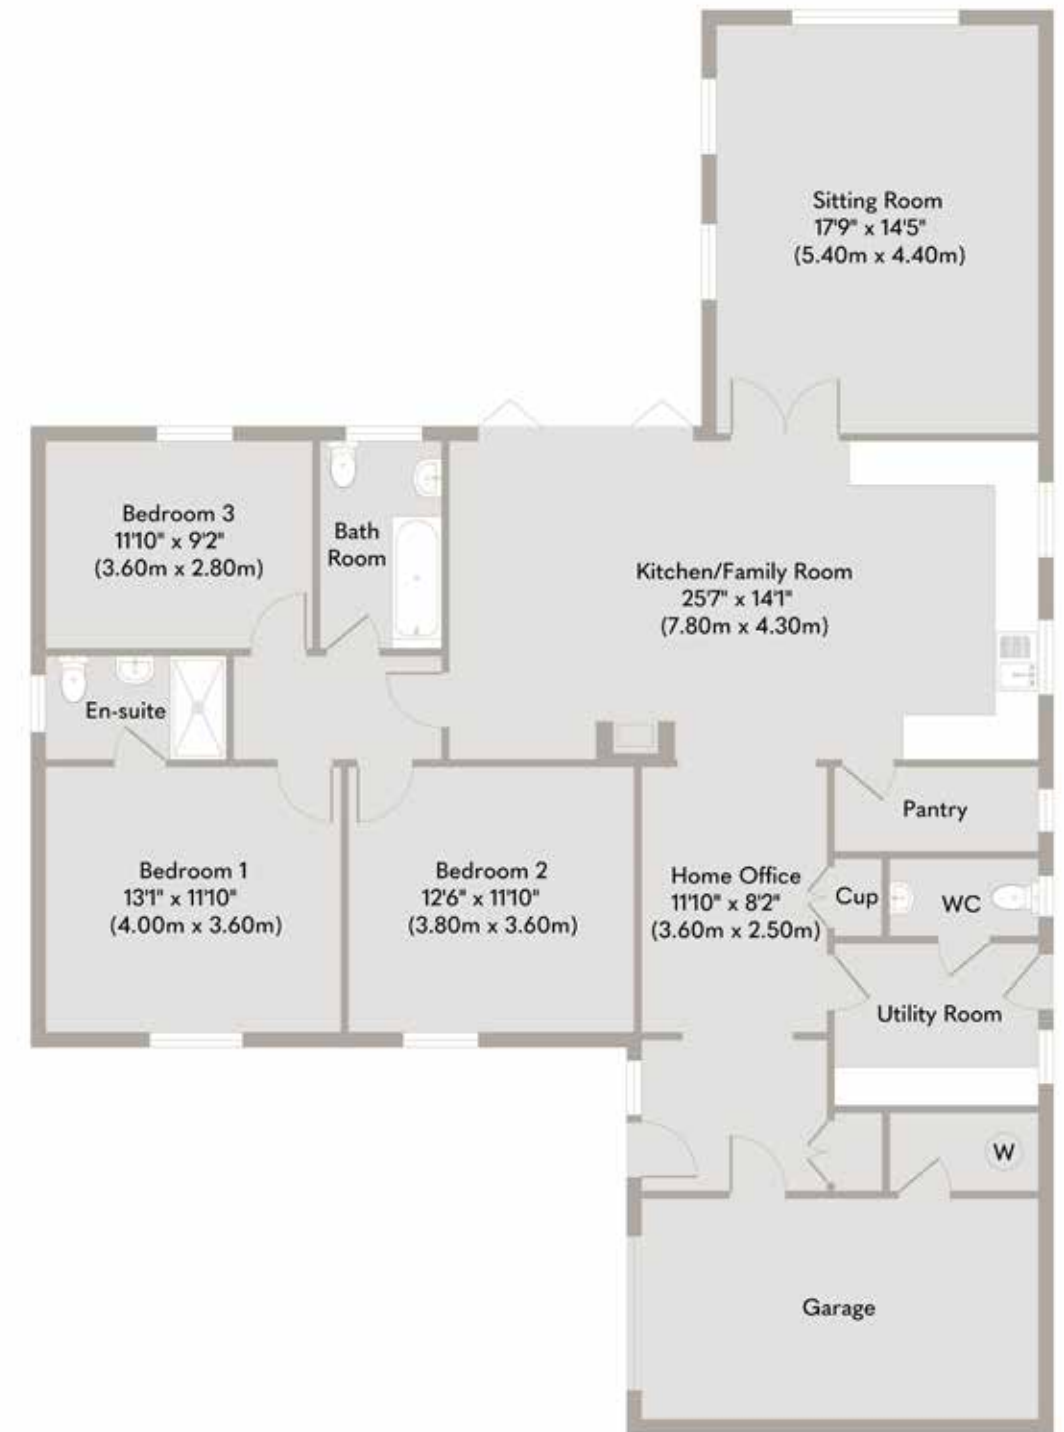 Sitting Room
17'9" x 14'5"
(5.40m x 4.40m)
Bedroom 3
11'10" x 9'2"
(3.60m x 2.80m)
Bath
Room
Kitchen/Family Room
25'7" x 14'1"
(7.80m x 4.30m)
En-suite
Pantry
Bedroom 1
13'1" x 11'10"
(4.00m x 3.60m)
Bedroom 2
12'6" x 11'10"
(3.80m x 3.60m)
Home Office
11'10" x 8'2"
(3.60m x 2.50m)
Cup
WC
Utility Room
W
Garage